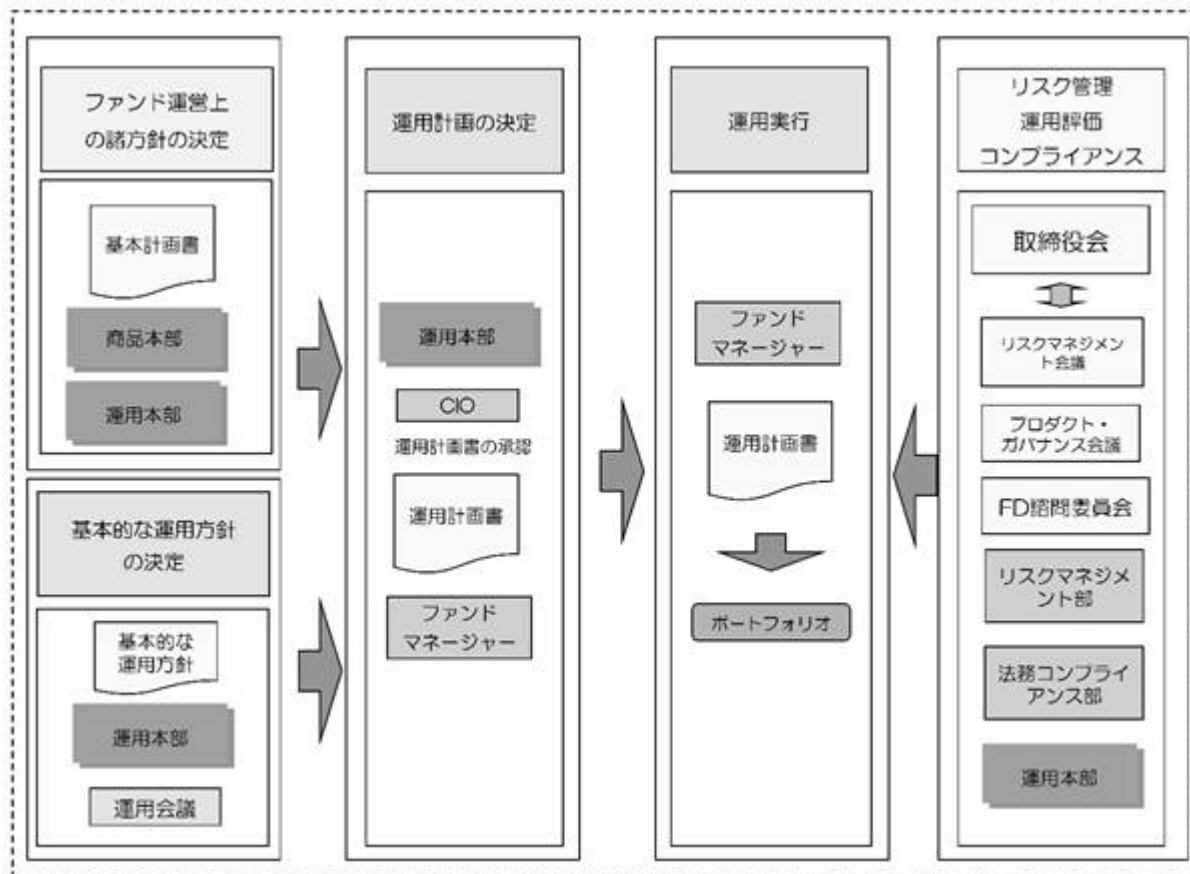 ファンド運営上
の諸方針の決定
基本計画書
商品本部
運用本部
基本的な運用方針
の決定
基本的な
運用方針
運用本部
運用会議
運用計画の決定
運用本部
CIO
運用計画書の承認
運用計画書
ファンド
マネージャー
運用実行
ファンド
マネージャー
運用計画書
ポートフォリオ
リスク管理
運用評価
コンプライアンス
取締役会
リスクマネジメン
ト会議
プロダクト・
ガバナンス会議
FD諮問委員会
リスクマネジメ
ント部
法務コンプライ
アンス部
運用本部